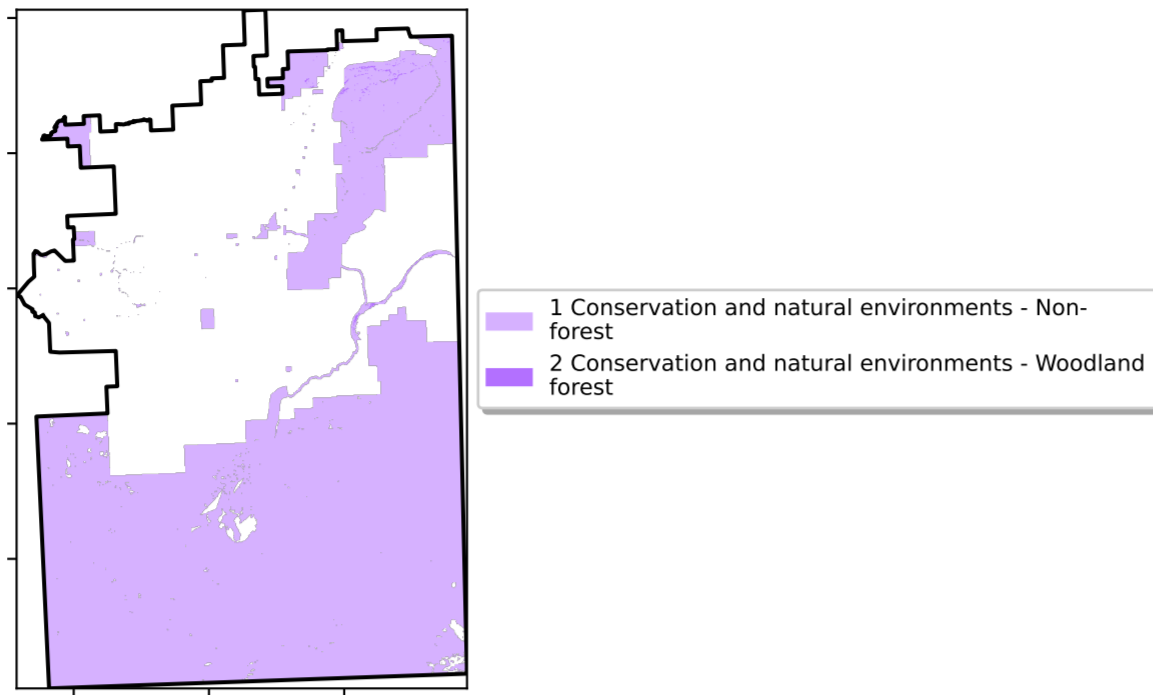 1 Conservation and natural environments - Non-
forest
2 Conservation and natural environments - Woodland
forest